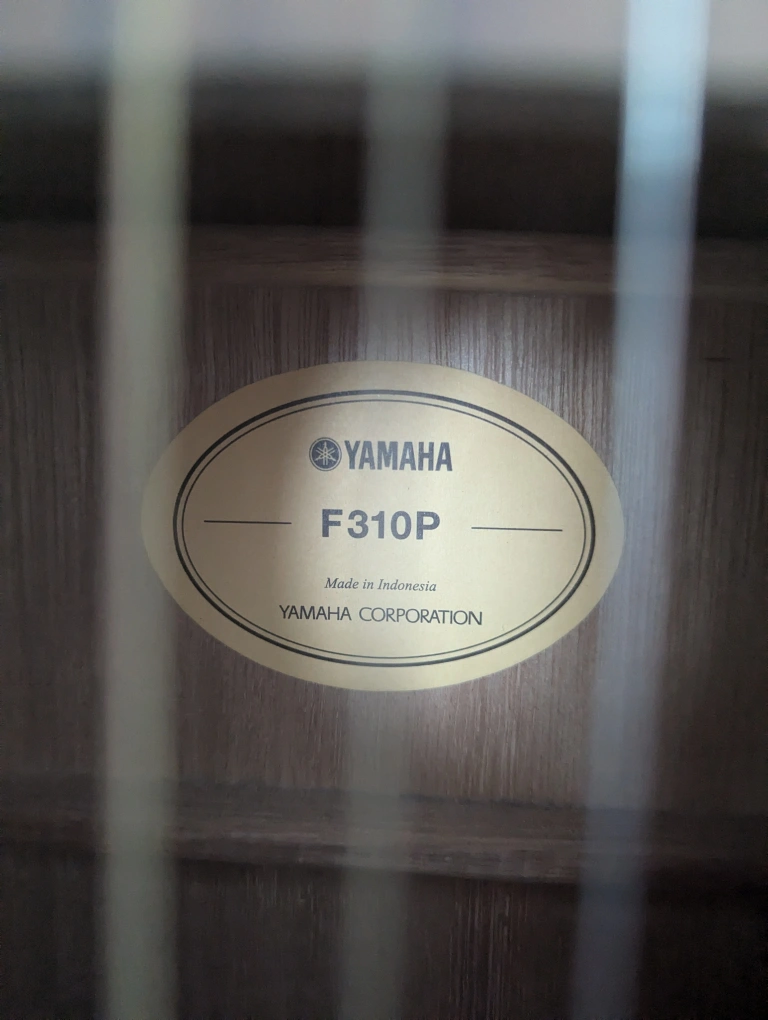 YAMAHA
F310P
Made in Indonesia
YAMAHA CORPORATION